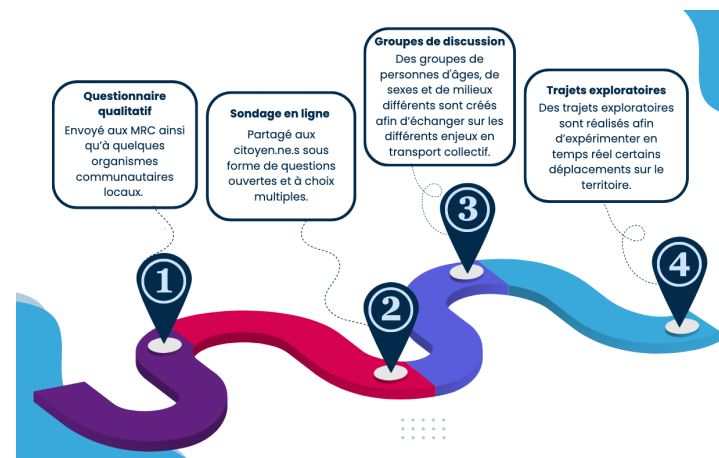 Questionnaire
qualitatif
Envoyé aux MRC ainsi
qu'à quelques
organismes
communautaires
locaux.
1
Sondage en ligne
Partagé aux
citoyen.ne.s sous
forme de questions
ouvertes et à choix
multiples.
2
Groupes de discussion
Des groupes de
personnes d'âges, de
sexes et de milieux
différents sont créés
afin d'échanger sur les
différents enjeux en
transport collectif.
3
Trajets exploratoires
Des trajets exploratoires
sont réalisés afin
d'expérimenter en
temps réel certains
déplacements sur le
territoire.
4